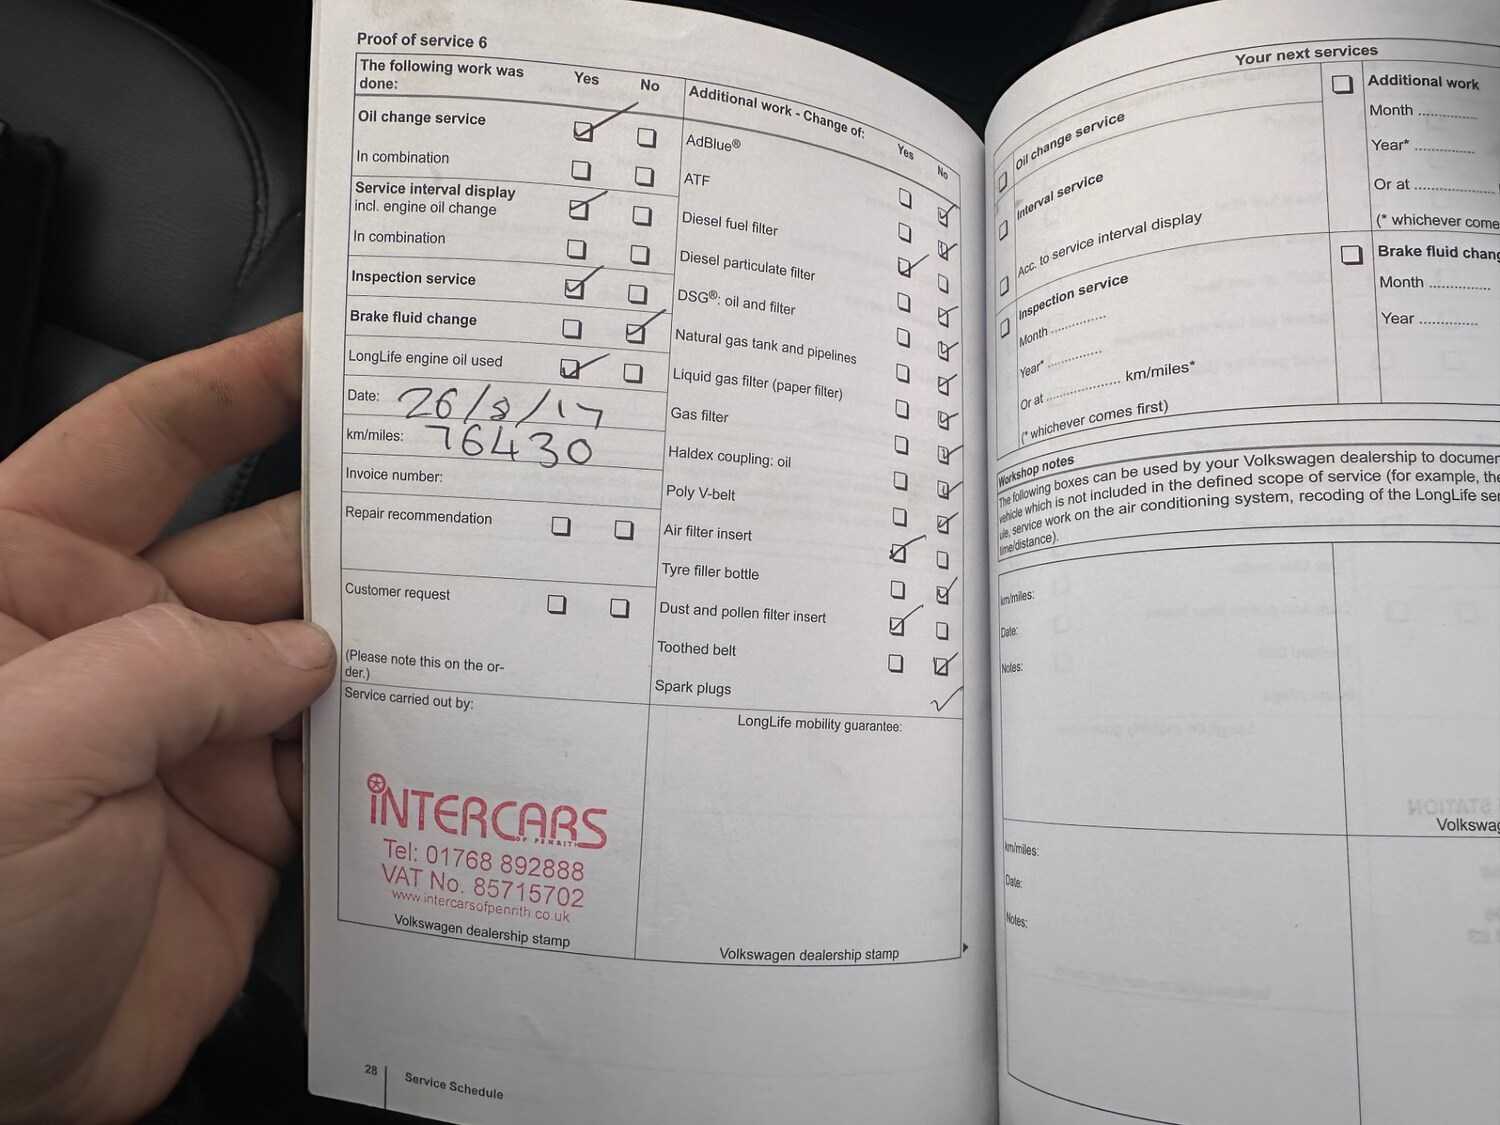 Proof of service 6
The following work was done:
Yes No
Oil change service
In combination
Service interval display
incl. engine oil change
In combination
Inspection service
Brake fluid change
LongLife engine oil used
Date: 26/8/17
km/miles: 76430
Invoice number:
Repair recommendation
Customer request
(Please note this on the or-
der.)
Service carried out by:
iNTERCARS
OF PENRITH
Tel: 01768 892888
VAT No. 85715702
www.intercarsofpenrith.co.uk
Volkswagen dealership stamp
Additional work - Change of:
Yes No
AdBlue®
ATF
Diesel fuel filter
Diesel particulate filter
DSG®: oil and filter
Natural gas tank and pipelines
Liquid gas filter (paper filter)
Gas filter
Haldex coupling: oil
Poly V-belt
Air filter insert
Tyre filler bottle
Dust and pollen filter insert
Toothed belt
Spark plugs
LongLife mobility guarantee:
Volkswagen dealership stamp
28 Service Schedule
Your next services
Oil change service
Interval service
Acc. to service interval display
Inspection service
Month ..............
Year* ..............
Or at ................... km/miles*
(* whichever comes first)
Additional work
Month ..............
Year* ..............
Or at ...................
(* whichever come
Brake fluid chang
Month ..............
Year ..............
Workshop notes
The following boxes can be used by your Volkswagen dealership to documen
vehicle which is not included in the defined scope of service (for example, the
ule, service work on the air conditioning system, recoding of the LongLife ser
time/distance).
km/miles:
Date:
Notes:
Volkswag
km/miles:
Date:
Notes: